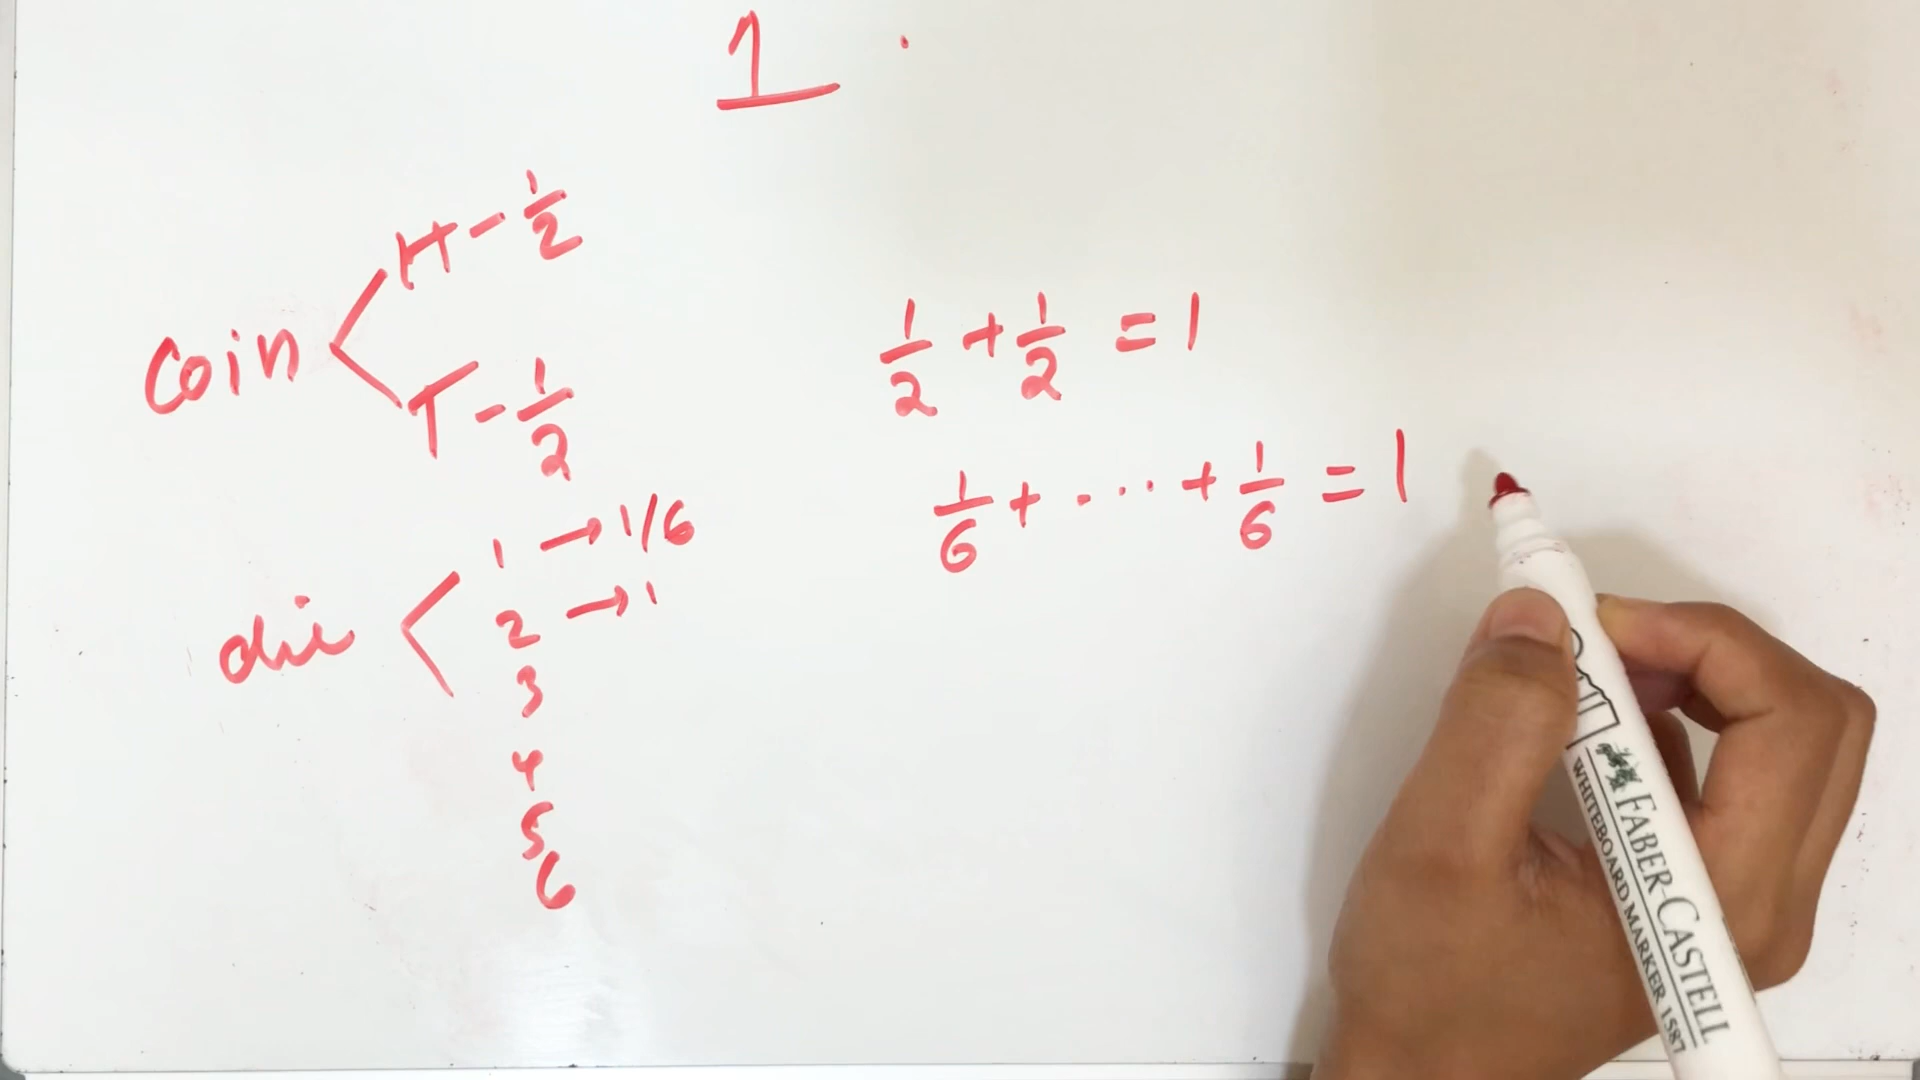 1
coin
H - 1/2
T - 1/2
1/2 + 1/2 = 1
1/6 + ... + 1/6 = 1
die
1 → 1/6
2 → 1
3
4
5
6
FABER-CASTELL
WHITEBOARD MARKER 1587